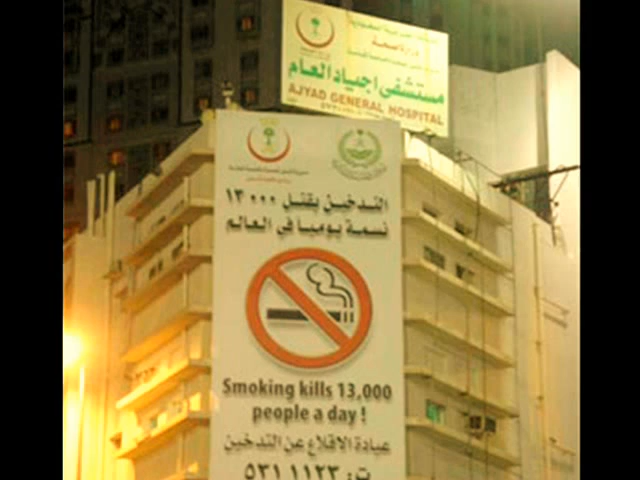 مستشفى اجياد العام
AJYAD GENERAL HOSPITAL
التدخين يقتل ١٣٠٠٠
نسمة يوميا في العالم
Smoking kills 13,000
people a day !
عيادة الاقلاع عن التدخين
ت: ٥٣١١١٢٣